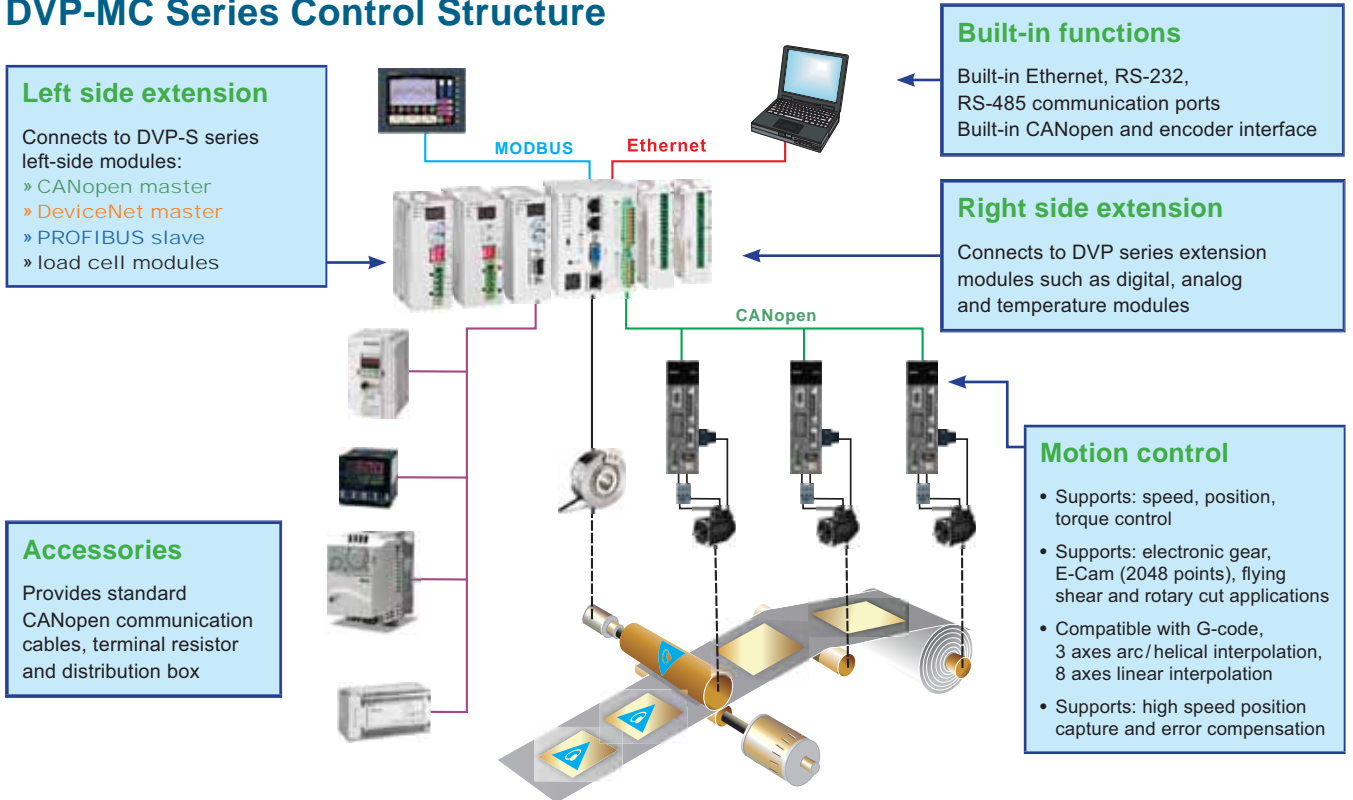 DVP-MC Series Control Structure
Left side extension
Connects to DVP-S series
left-side modules:
» CANopen master
» DeviceNet master
» PROFIBUS slave
» load cell modules
MODBUS
Ethernet
Built-in functions
Built-in Ethernet, RS-232,
RS-485 communication ports
Built-in CANopen and encoder interface
Right side extension
Connects to DVP series extension
modules such as digital, analog
and temperature modules
CANopen
Motion control
• Supports: speed, position,
torque control
• Supports: electronic gear,
E-Cam (2048 points), flying
shear and rotary cut applications
• Compatible with G-code,
3 axes arc / helical interpolation,
8 axes linear interpolation
• Supports: high speed position
capture and error compensation
Accessories
Provides standard
CANopen communication
cables, terminal resistor
and distribution box